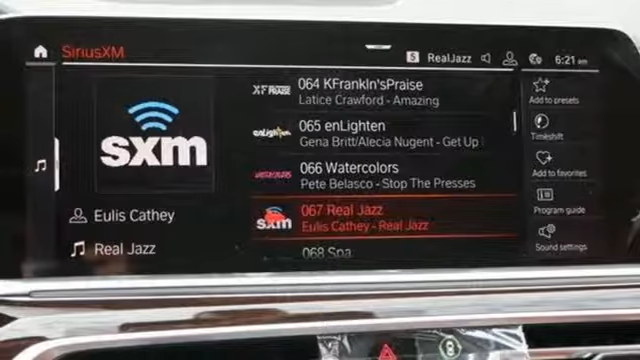 SiriusXM
S RealJazz 6:21 am
sxm
Eulis Cathey
Real Jazz
064 KFrankln'sPraise
Latice Crawford - Amazing
065 enLighten
Gena Britt/Alecia Nugent - Get Up
066 Watercolors
Pete Belasco - Stop The Presses
sxm
067 Real Jazz
Eulis Cathey - Real Jazz
068 Spa
Add to presets
Timeshift
Add to favorites
Program guide
Sound settings